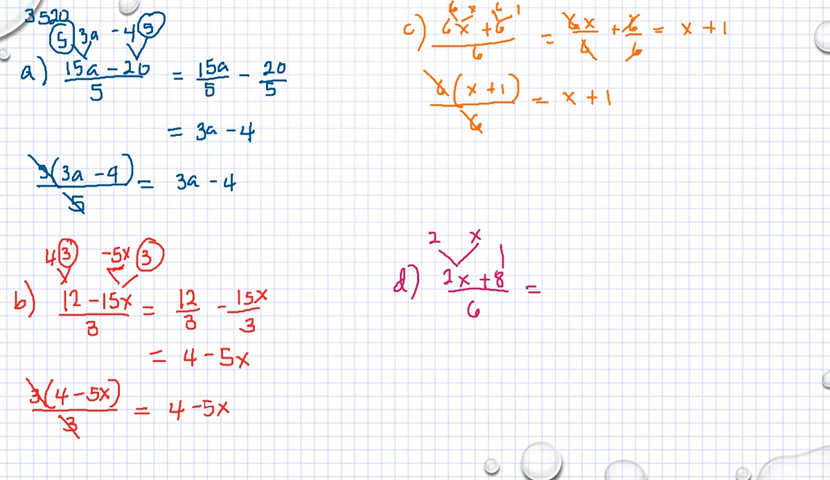 3 5 20
5 3a - 4 5
a) (15a - 20)/5 = 15a/5 - 20/5
= 3a - 4
5(3a - 4)/5 = 3a - 4
4 3 -5x 3
b) (12 - 15x)/3 = 12/3 - 15x/3
= 4 - 5x
3(4 - 5x)/3 = 4 - 5x
6 x 6 1
c) (6x + 6)/6 = 6x/6 + 6/6 = x + 1
6(x + 1)/6 = x + 1
2 x 1
d) (2x + 8)/6 =